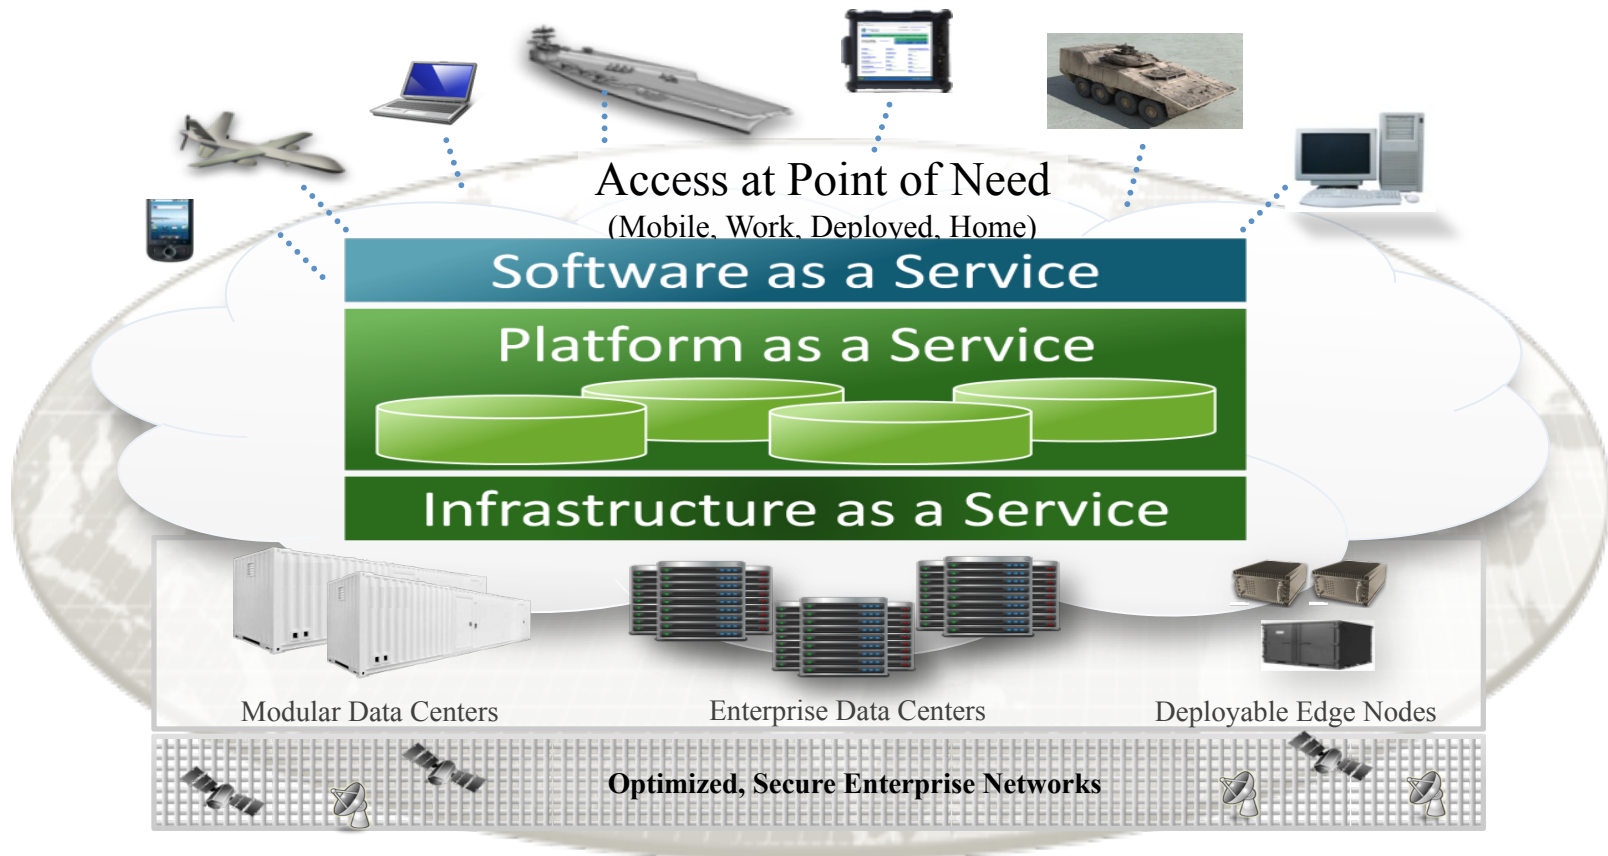 Access at Point of Need
(Mobile, Work, Deployed, Home)
Software as a Service
Platform as a Service
Infrastructure as a Service
Modular Data Centers
Enterprise Data Centers
Deployable Edge Nodes
Optimized, Secure Enterprise Networks